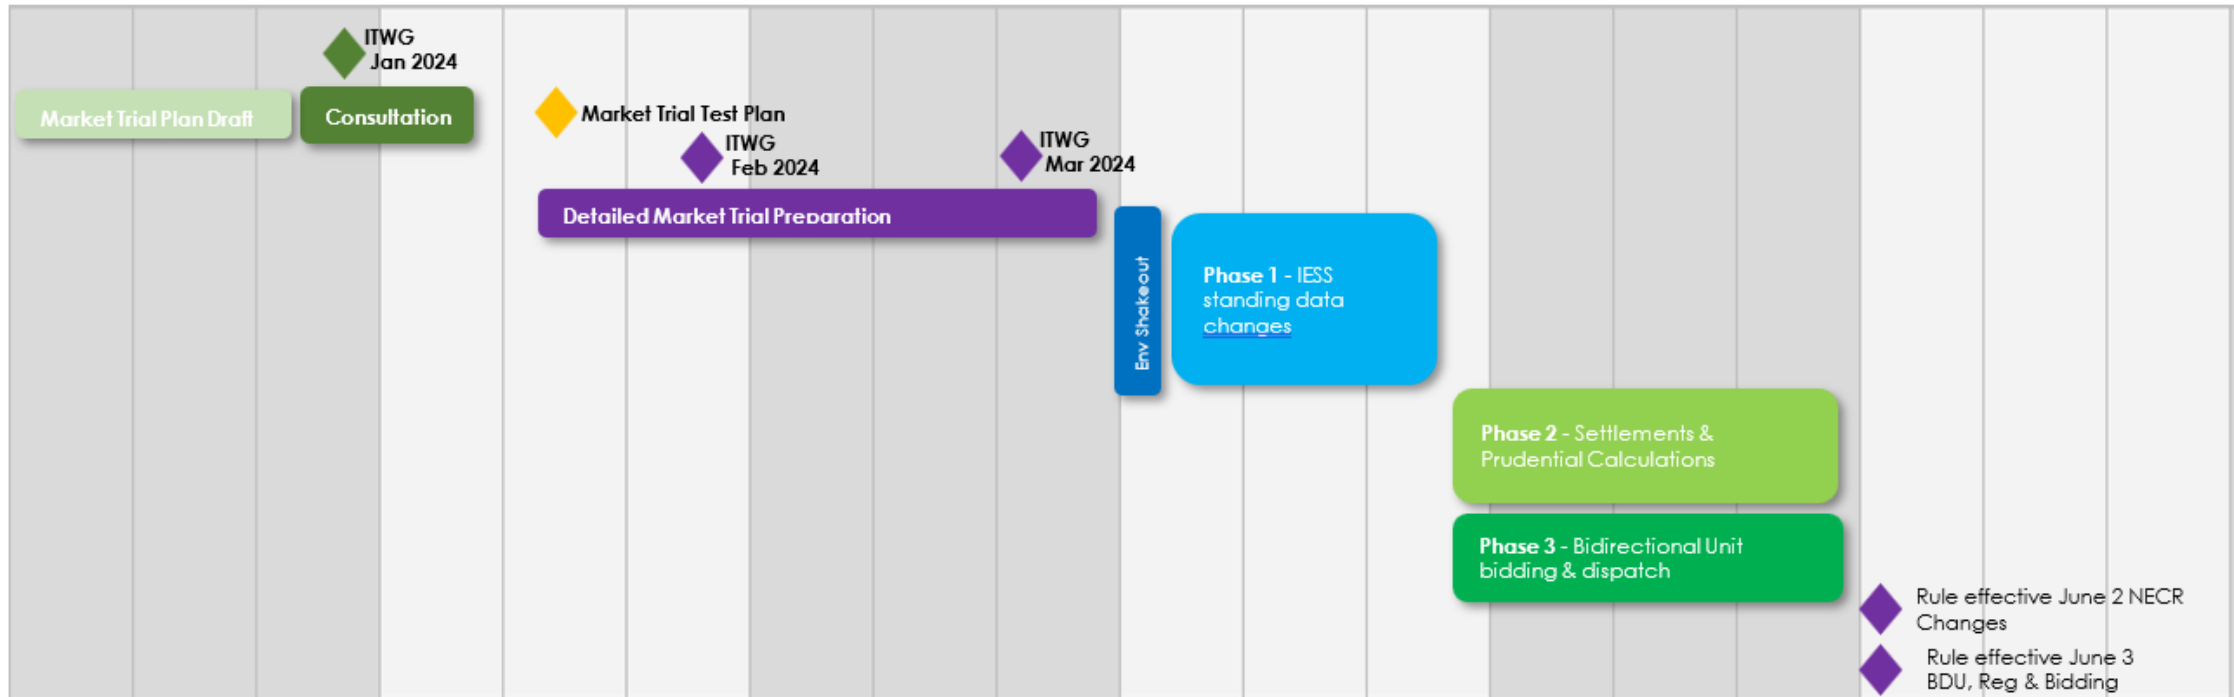 ITWG
Jan 2024
Market Trial Plan Draft
Consultation
Market Trial Test Plan
ITWG
Feb 2024
ITWG
Mar 2024
Detailed Market Trial Preparation
Env Shakeout
Phase 1 - IESS
standing data
changes
Phase 2 - Settlements &
Prudential Calculations
Phase 3 - Bidirectional Unit
bidding & dispatch
Rule effective June 2 NECR
Changes
Rule effective June 3
BDU, Reg & Bidding